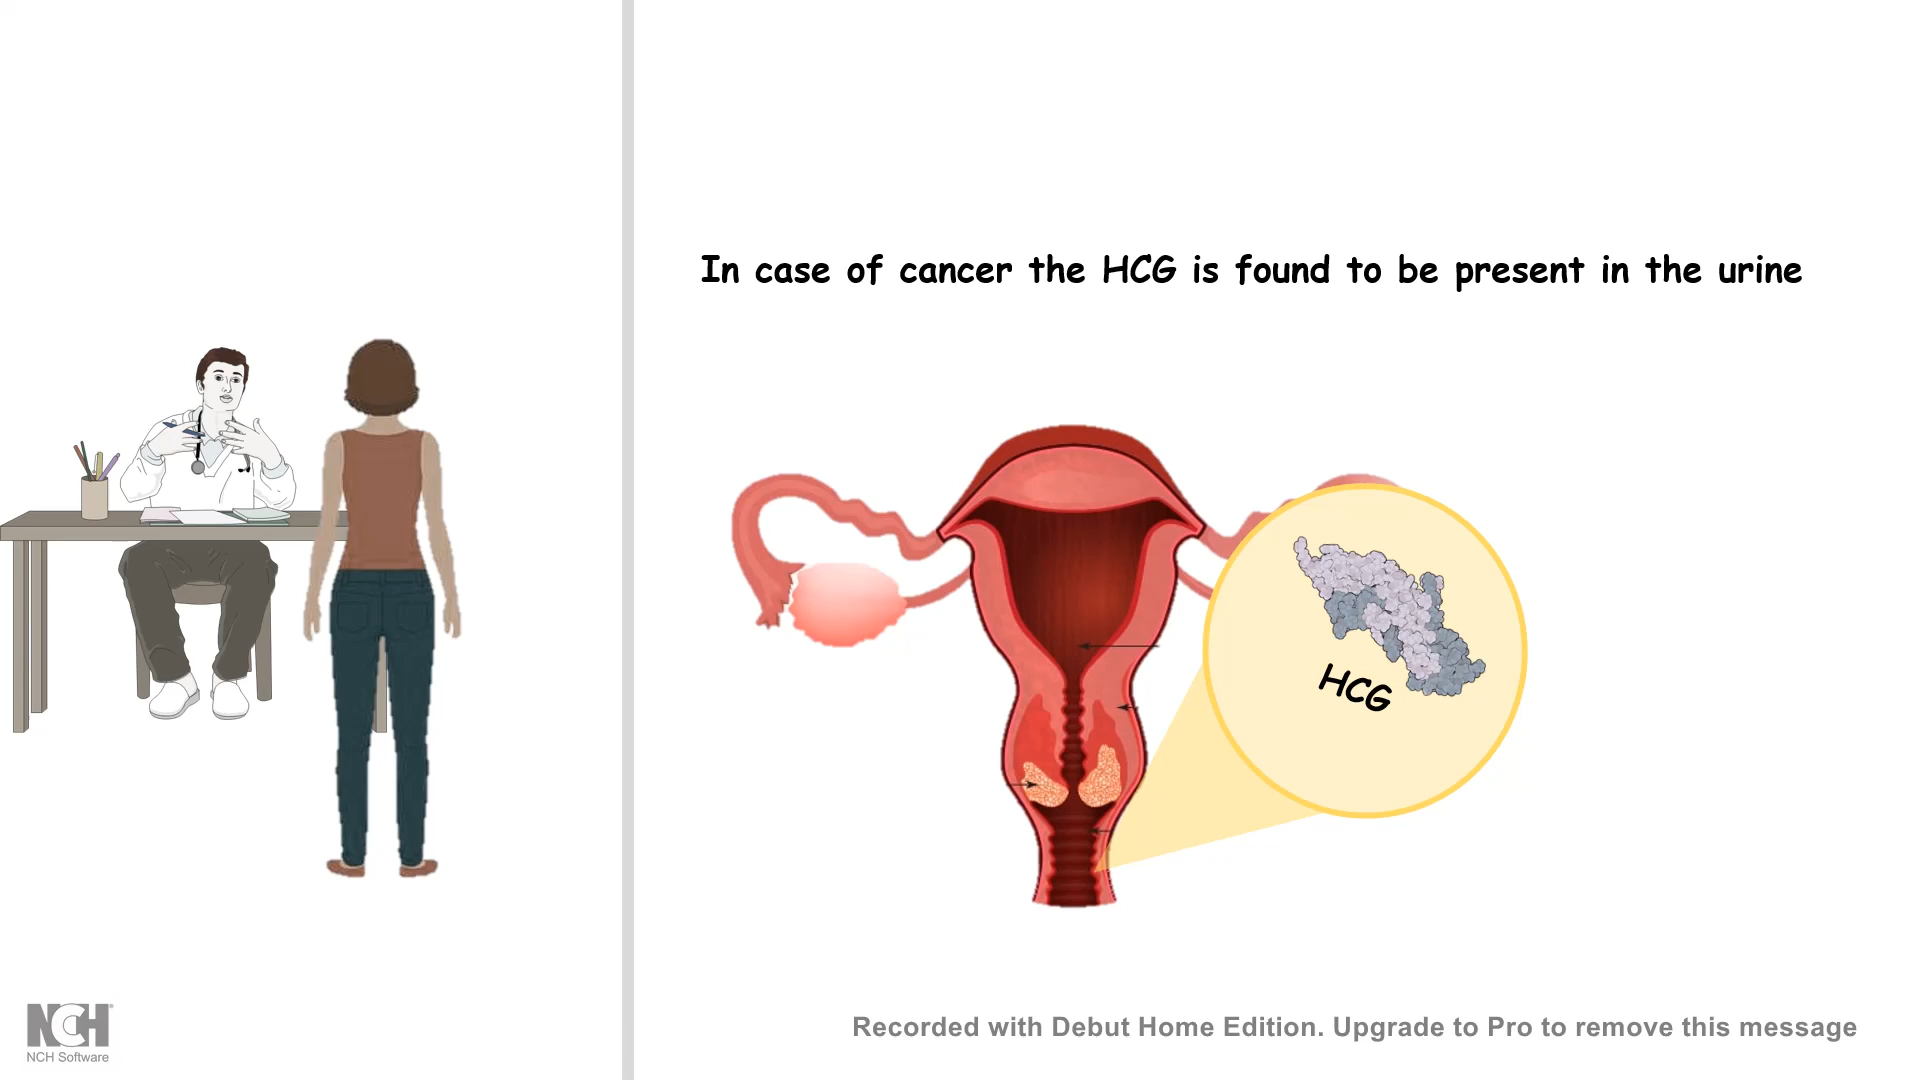 In case of cancer the HCG is found to be present in the urine
HCG
NCH
NCH Software
Recorded with Debut Home Edition. Upgrade to Pro to remove this message